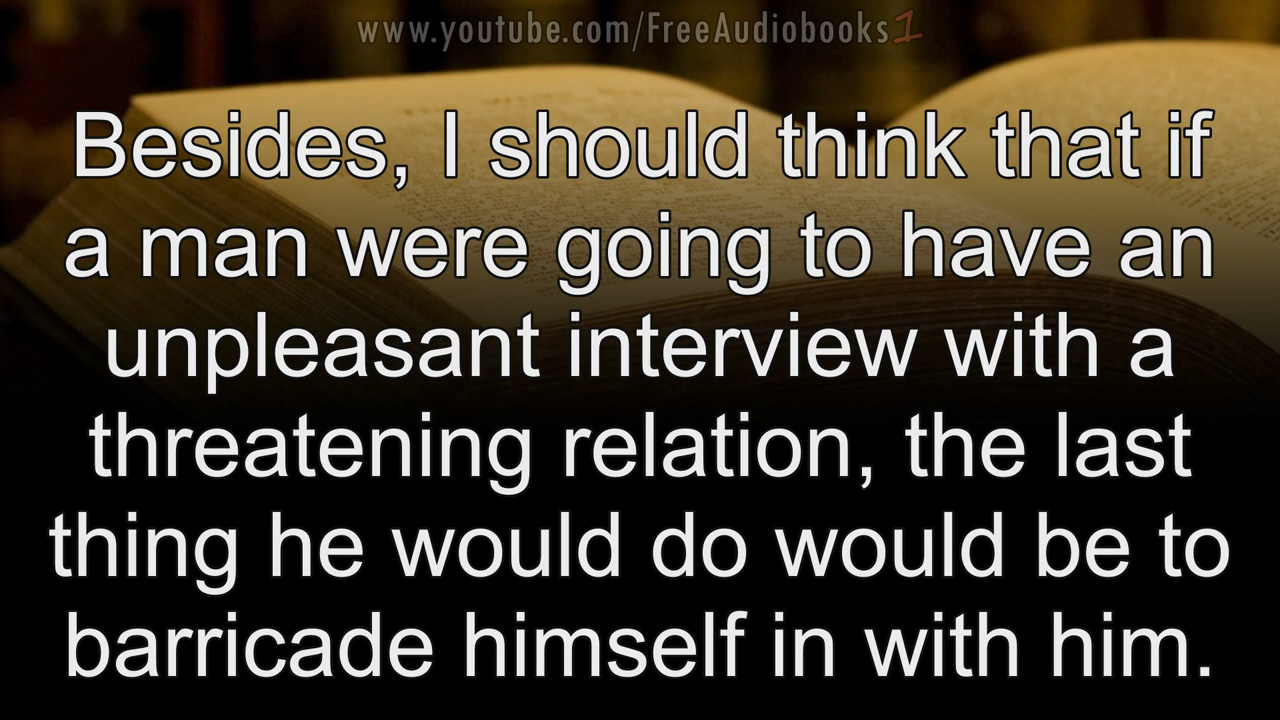 www.youtube.com/FreeAudiobooks1
Besides, I should think that if
a man were going to have an
unpleasant interview with a
threatening relation, the last
thing he would do would be to
barricade himself in with him.